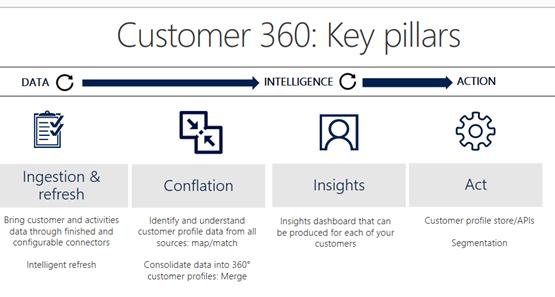 Customer 360: Key pillars
DATA
INTELLIGENCE
ACTION
Ingestion &
refresh
Bring customer and activities
data through finished and
configurable connectors
Intelligent refresh
Conflation
Identify and understand
customer profile data from all
sources: map/match
Consolidate data into 360°
customer profiles: Merge
Insights
Insights dashboard that can
be produced for each of your
customers
Act
Customer profile store/APIs
Segmentation